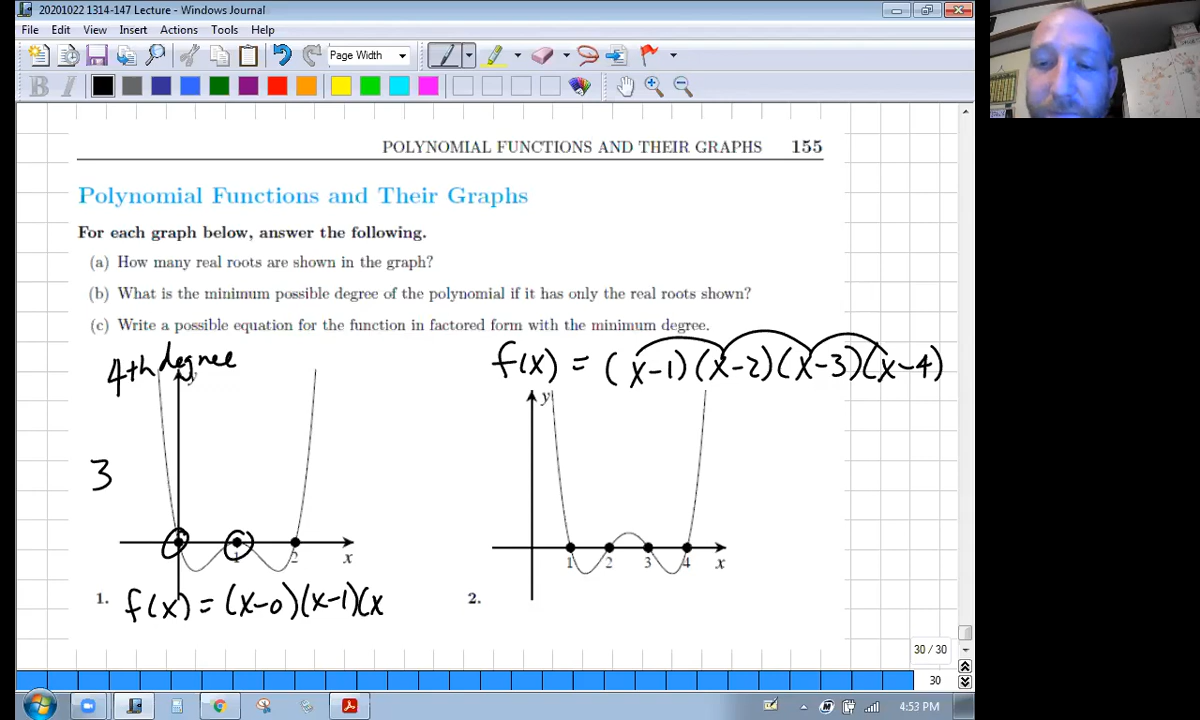 20201022 1314-147 Lecture - Windows Journal
File Edit View Insert Actions Tools Help
Page Width
B I
POLYNOMIAL FUNCTIONS AND THEIR GRAPHS 155
Polynomial Functions and Their Graphs
For each graph below, answer the following.
(a) How many real roots are shown in the graph?
(b) What is the minimum possible degree of the polynomial if it has only the real roots shown?
(c) Write a possible equation for the function in factored form with the minimum degree.
4th degree
f(x) = (x-1)(x-2)(x-3)(x-4)
y
y
3
1 2 x
1 2 3 4 x
1. f(x) = (x-0)(x-1)(x
2.
30 / 30
30
4:53 PM